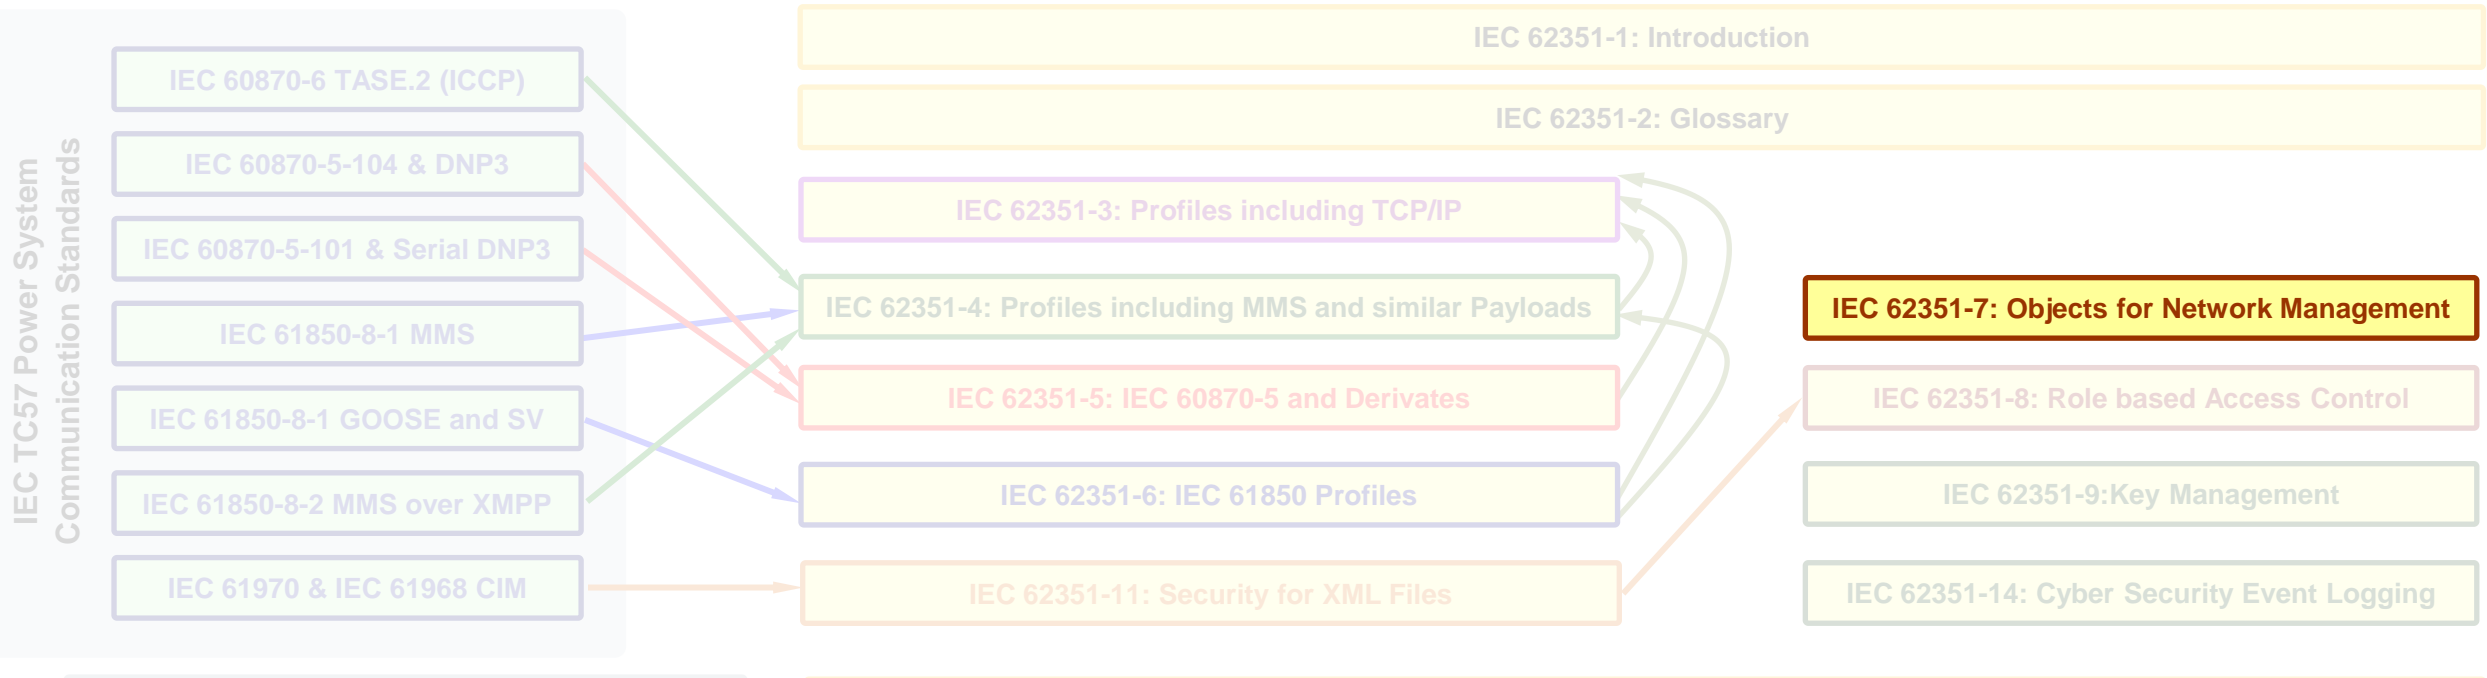 IEC TC57 Power System
Communication Standards
IEC 60870-6 TASE.2 (ICCP)
IEC 60870-5-104 & DNP3
IEC 60870-5-101 & Serial DNP3
IEC 61850-8-1 MMS
IEC 61850-8-1 GOOSE and SV
IEC 61850-8-2 MMS over XMPP
IEC 61970 & IEC 61968 CIM
IEC 62351-1: Introduction
IEC 62351-2: Glossary
IEC 62351-3: Profiles including TCP/IP
IEC 62351-4: Profiles including MMS and similar Payloads
IEC 62351-5: IEC 60870-5 and Derivates
IEC 62351-6: IEC 61850 Profiles
IEC 62351-11: Security for XML Files
IEC 62351-7: Objects for Network Management
IEC 62351-8: Role based Access Control
IEC 62351-9:Key Management
IEC 62351-14: Cyber Security Event Logging